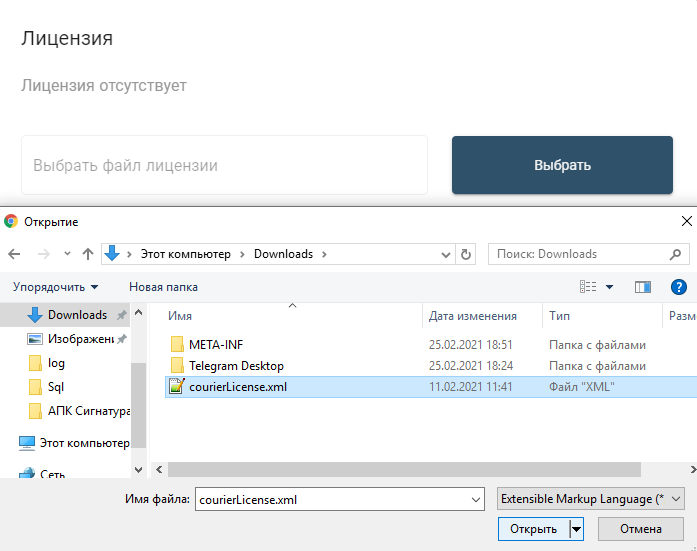 Лицензия
Лицензия отсутствует
Выбрать файл лицензии
Выбрать
Открытие
Этот компьютер > Downloads >
Поиск: Downloads
Упорядочить
Новая папка
Имя
Дата изменения
Тип
Разме
Downloads
Изображени
log
Sql
АПК Сигнатура
Этот компьютер
Сеть
META-INF 25.02.2021 18:51 Папка с файлами
Telegram Desktop 25.02.2021 18:24 Папка с файлами
courierLicense.xml 11.02.2021 11:41 Файл "XML"
Имя файла:
courierLicense.xml
Extensible Markup Language (*
Открыть
Отмена